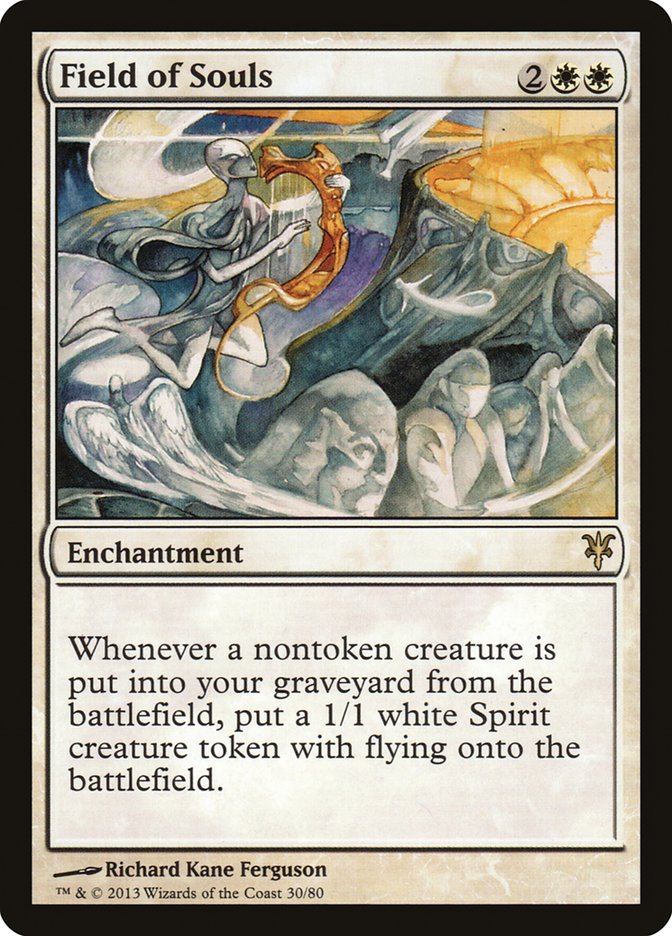 Field of Souls 2
Enchantment
Whenever a nontoken creature is
put into your graveyard from the
battlefield, put a 1/1 white Spirit
creature token with flying onto the
battlefield.
Richard Kane Ferguson
™ & © 2013 Wizards of the Coast 30/80